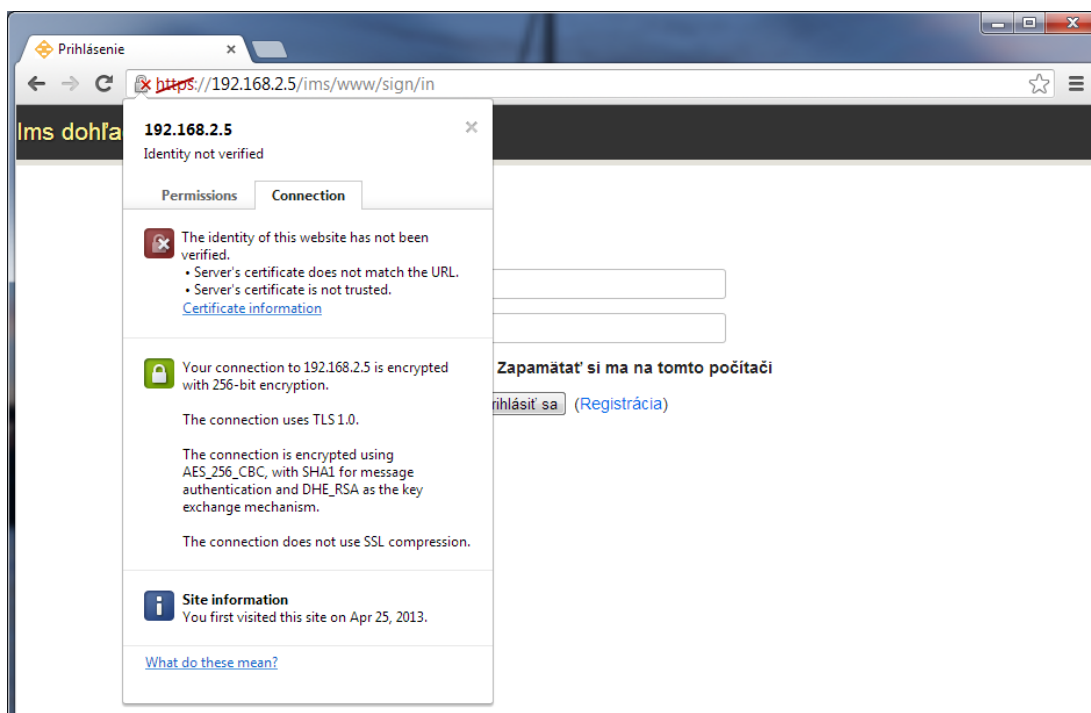 Prihlásenie
https://192.168.2.5/ims/www/sign/in
Ims dohľa
192.168.2.5
Identity not verified
Permissions Connection
The identity of this website has not been
verified.
• Server's certificate does not match the URL.
• Server's certificate is not trusted.
Certificate information
Your connection to 192.168.2.5 is encrypted
with 256-bit encryption.
The connection uses TLS 1.0.
The connection is encrypted using
AES_256_CBC, with SHA1 for message
authentication and DHE_RSA as the key
exchange mechanism.
The connection does not use SSL compression.
Site information
You first visited this site on Apr 25, 2013.
What do these mean?
Zapamätať si ma na tomto počítači
rihlásiť sa (Registrácia)